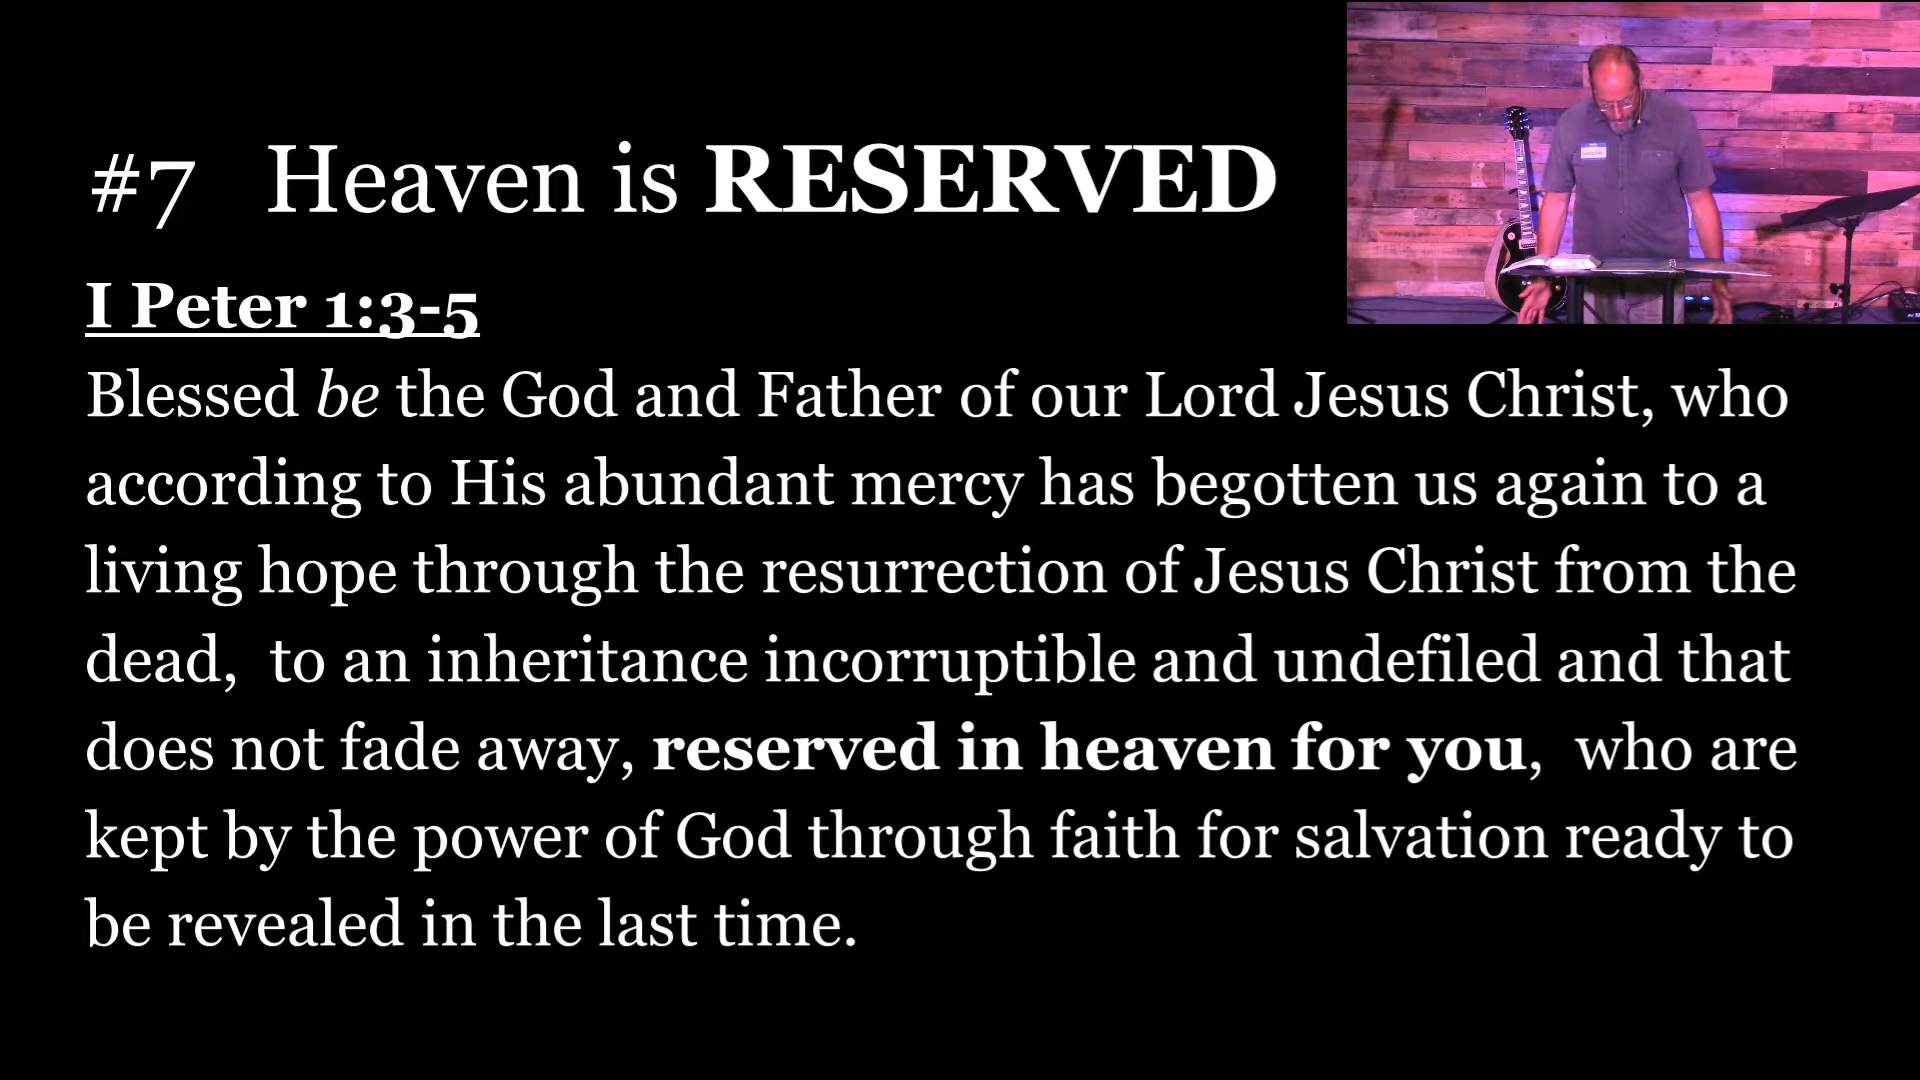 #7 Heaven is RESERVED
I Peter 1:3-5
Blessed be the God and Father of our Lord Jesus Christ, who
according to His abundant mercy has begotten us again to a
living hope through the resurrection of Jesus Christ from the
dead, to an inheritance incorruptible and undefiled and that
does not fade away, reserved in heaven for you, who are
kept by the power of God through faith for salvation ready to
be revealed in the last time.